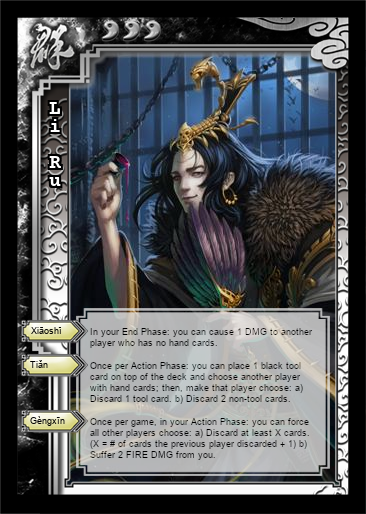 群
Li Ru
Xiāoshǐ
In your End Phase: you can cause 1 DMG to another
player who has no hand cards.
Tiǎn
Once per Action Phase: you can place 1 black tool
card on top of the deck and choose another player
with hand cards; then, make that player choose: a)
Discard 1 tool card. b) Discard 2 non-tool cards.
Gèngxīn
Once per game, in your Action Phase: you can force
all other players choose: a) Discard at least X cards.
(X = # of cards the previous player discarded + 1) b)
Suffer 2 FIRE DMG from you.